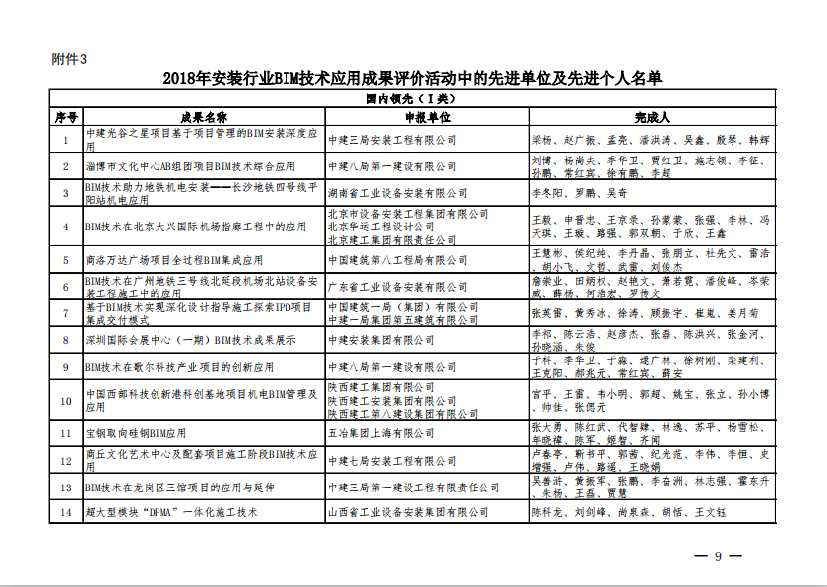 附件3
2018年安装行业BIM技术应用成果评价活动中的先进单位及先进个人名单
国内领先（Ⅰ类）
序号 成果名称 申报单位 完成人
1 中建光谷之星项目基于项目管理的BIM安装深度应
用 中建三局安装工程有限公司 梁杨、赵广振、孟亮、潘洪涛、吴鑫、殷琴、韩辉
2 淄博市文化中心AB组团项目BIM技术综合应用 中建八局第一建设有限公司 刘博、杨尚夫、季华卫、贾红卫、施志领、李征、
孙鹏、常红宾、徐有鹏、李超
3 BIM技术助力地铁机电安装——长沙地铁四号线平
阳站机电应用 湖南省工业设备安装有限公司 李冬阳、罗鹏、吴奇
4 BIM技术在北京大兴国际机场指廊工程中的应用 北京市设备安装工程集团有限公司
北京华运工程设计公司
北京建工集团有限责任公司 王毅、申晋忠、王京录、孙蒙蒙、张强、李林、冯
天琪、王璇、路强、郭双朝、于欣、王鑫
5 商洛万达广场项目全过程BIM集成应用 中国建筑第八工程局有限公司 王慧彬、侯纪纯、李丹晶、张朋立、杜先文、雷浩
、胡小飞、文哲、武雷、刘俊杰
6 BIM技术在广州地铁三号线北延段机场北站设备安
装工程施工中的应用 广东省工业设备安装有限公司 詹崇业、田炳权、赵艳文、萧若霓、潘俊峰、岑荣
威、薛杨、何浩宏、罗传文
7 基于BIM技术实现深化设计指导施工探索IPD项目
集成交付模式 中国建筑一局（集团）有限公司
中建一局集团第五建筑有限公司 张英雷、黄秀冰、徐涛、顾振宇、崔嵬、姜月菊
8 深圳国际会展中心（一期）BIM技术成果展示 中建安装集团有限公司 李祁、陈云浩、赵彦杰、张磊、陈洪兴、张金河、
孙晓涵、朱俊
9 BIM技术在歌尔科技产业项目的创新应用 中建八局第一建设有限公司 于科、季华卫、于淼、堤广林、徐树刚、栾建利、
王克阳、郝兆元、常红宾、薛安
10 中国西部科技创新港科创基地项目机电BIM管理及
应用 陕西建工集团有限公司
陕西建工安装集团有限公司
陕西建工第八建设集团有限公司 官平、王雷、韦小明、郭超、姚宝、张立、孙小博
、帅佳、张偲元
11 宝钢取向硅钢BIM应用 五冶集团上海有限公司 张大勇、陈红武、代智肄、林逸、苏平、杨雪松、
牟晓禕、陈军、姬智、齐闻
12 商丘文化艺术中心及配套项目施工阶段BIM技术应
用 中建七局安装工程有限公司 卢春亭、靳书平、郭茜、纪光范、李伟、李恒、史
增强、卢伟、路遥、王晓娟
13 BIM技术在龙岗区三馆项目的应用与延伸 中建三局第一建设工程有限责任公司 吴善浒、黄振军、张鹏、李奋洲、林志强、霍东升
、朱杨、王磊、贾慧
14 超大型模块“DFMA”一体化施工技术 山西省工业设备安装集团有限公司 陈科龙、刘剑峰、尚泉森、胡恬、王文钰
— 9 —